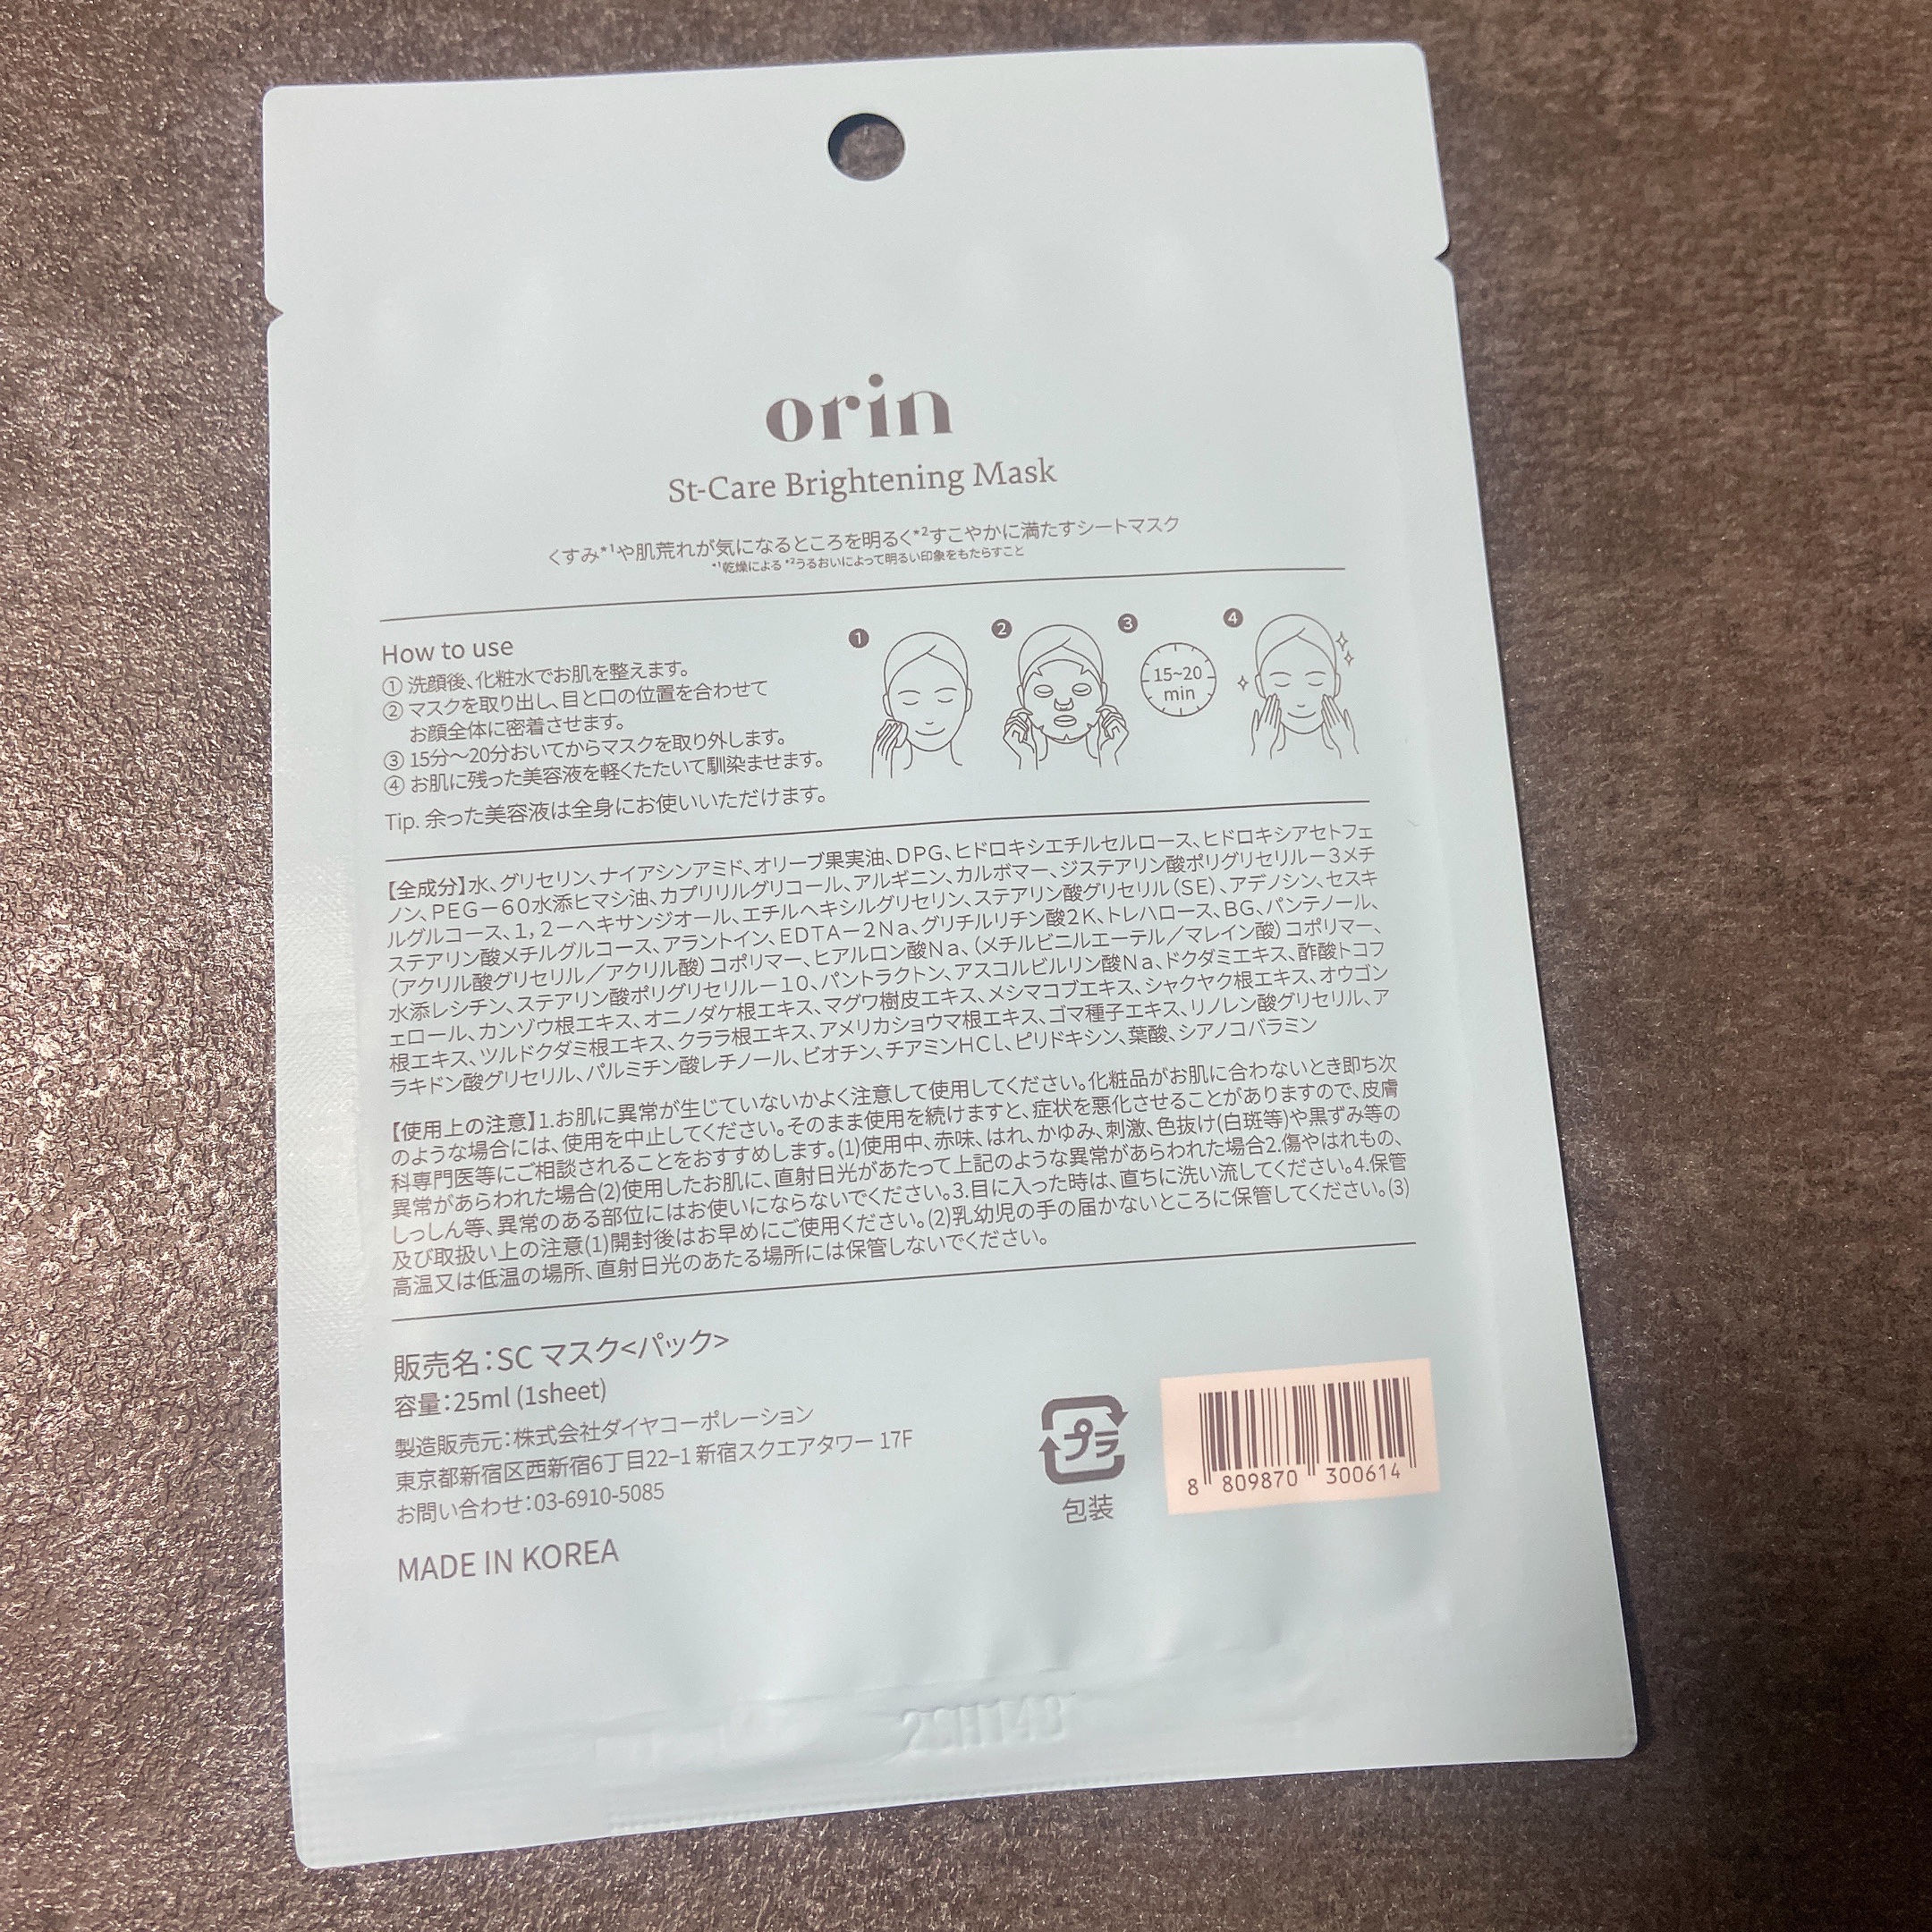 orin
St-Care Brightening Mask
くすみ*1や肌荒れが気になるところを明るく*2すこやかに満たすシートマスク
*1乾燥による *2うるおいによって明るい印象をもたらすこと
How to use
① 洗顔後、化粧水でお肌を整えます。
② マスクを取り出し、目と口の位置を合わせて
お顔全体に密着させます。
③ 15分〜20分おいてからマスクを取り外します。
④ お肌に残った美容液を軽くたたいて馴染ませます。
Tip. 余った美容液は全身にお使いいただけます。
1
2
3
4
15~20
min
【全成分】水、グリセリン、ナイアシンアミド、オリーブ果実油、DPG、ヒドロキシエチルセルロース、ヒドロキシアセトフェ
ノン、PEG－60水添ヒマシ油、カプリリルグリコール、アルギニン、カルボマー、ジステアリン酸ポリグリセリル－3メチ
ルグルコース、1，2－ヘキサンジオール、エチルヘキシルグリセリン、ステアリン酸グリセリル（SE）、アデノシン、セスキ
ステアリン酸メチルグルコース、アラントイン、EDTA－2Na、グリチルリチン酸2K、トレハロース、BG、パンテノール、
（アクリル酸グリセリル／アクリル酸）コポリマー、ヒアルロン酸Na、（メチルビニルエーテル／マレイン酸）コポリマー、
水添レシチン、ステアリン酸ポリグリセリル－10、パントラクトン、アスコルビルリン酸Na、ドクダミエキス、酢酸トコフ
ェロール、カンゾウ根エキス、オニノダケ根エキス、マグワ樹皮エキス、メシマコブエキス、シャクヤク根エキス、オウゴン
根エキス、ツルドクダミ根エキス、クララ根エキス、アメリカショウマ根エキス、ゴマ種子エキス、リノレン酸グリセリル、ア
ラキドン酸グリセリル、パルミチン酸レチノール、ビオチン、チアミンHCl、ピリドキシン、葉酸、シアノコバラミン
【使用上の注意】1.お肌に異常が生じていないかよく注意して使用してください。化粧品がお肌に合わないとき即ち次
のような場合には、使用を中止してください。そのまま使用を続けますと、症状を悪化させることがありますので、皮膚
科専門医等にご相談されることをおすすめします。(1)使用中、赤味、はれ、かゆみ、刺激、色抜け(白斑等)や黒ずみ等の
異常があらわれた場合(2)使用したお肌に、直射日光があたって上記のような異常があらわれた場合2.傷やはれもの、
しっしん等、異常のある部位にはお使いにならないでください。3.目に入った時は、直ちに洗い流してください。4.保管
及び取扱い上の注意(1)開封後はお早めにご使用ください。(2)乳幼児の手の届かないところに保管してください。(3)
高温又は低温の場所、直射日光のあたる場所には保管しないでください。
販売名：SC マスク<パック>
容量：25ml (1sheet)
製造販売元：株式会社ダイヤコーポレーション
東京都新宿区西新宿6丁目22−1 新宿スクエアタワー 17F
お問い合わせ：03-6910-5085
MADE IN KOREA
プラ
包装
8 809870 300614